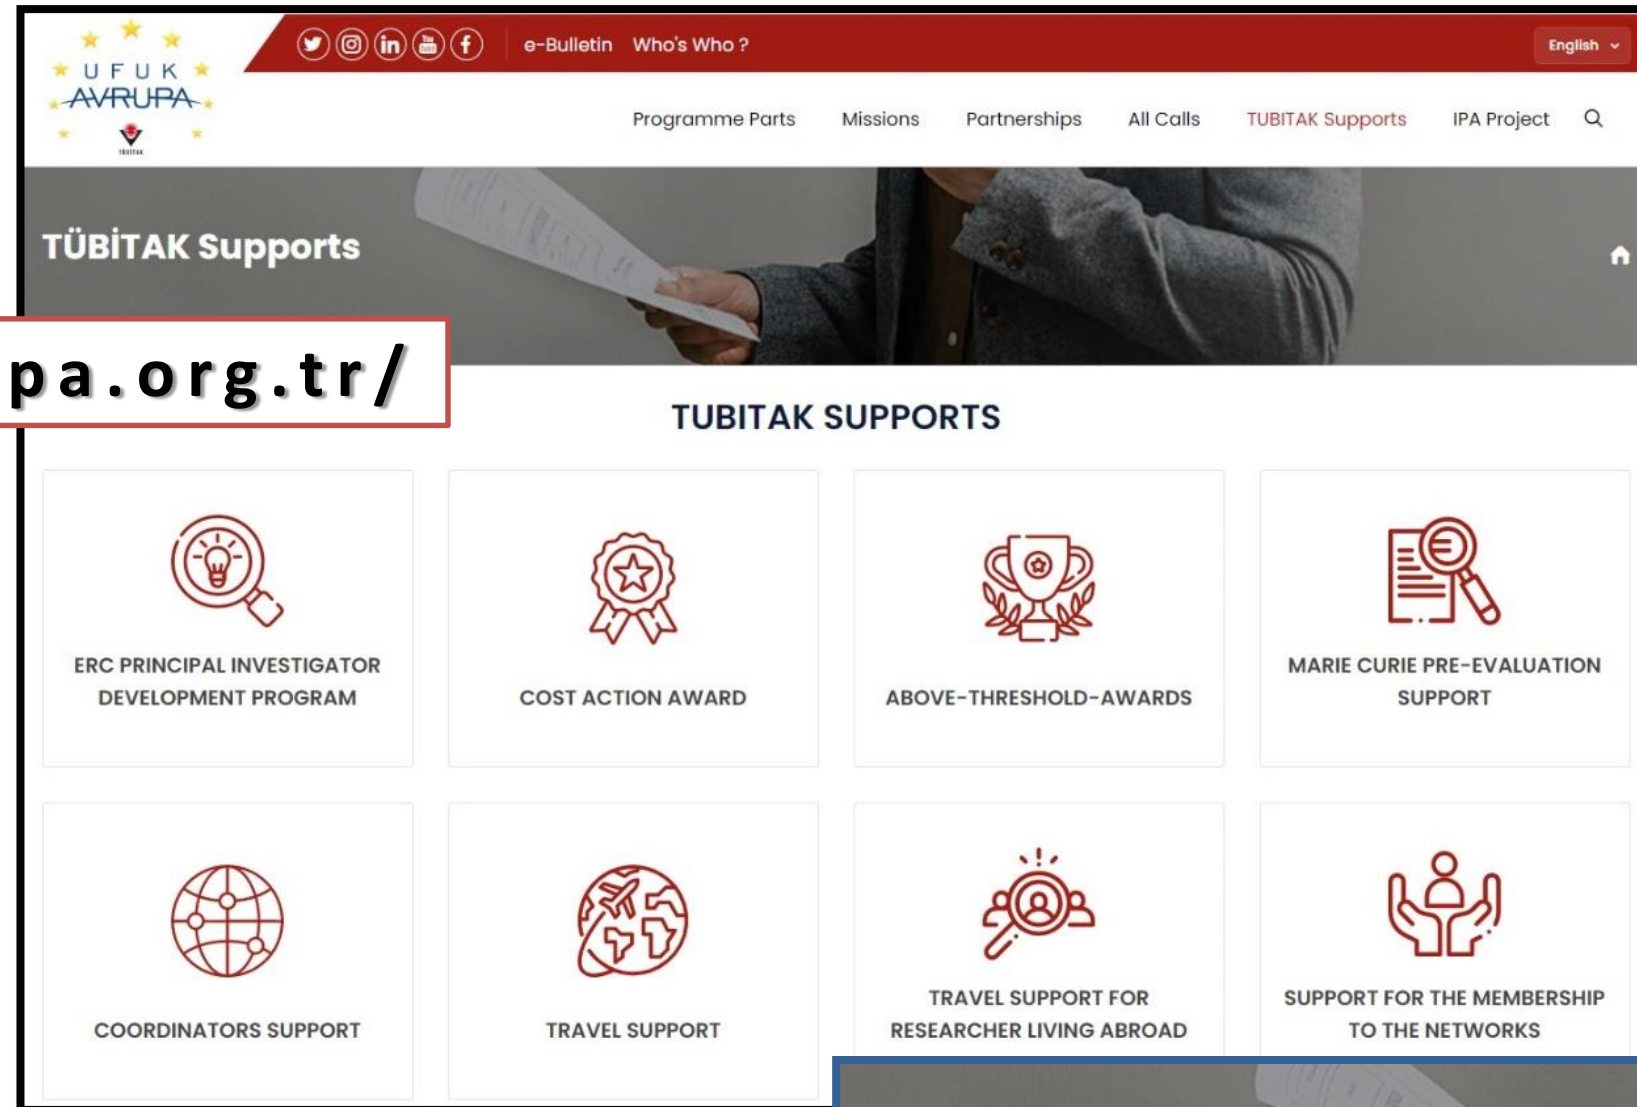 e-Bulletin Who's Who ?
English
UFUK
AVRUPA
TÜBİTAK
Programme Parts Missions Partnerships All Calls TUBITAK Supports IPA Project
TÜBİTAK Supports
pa.org.tr/
TUBITAK SUPPORTS
ERC PRINCIPAL INVESTIGATOR
DEVELOPMENT PROGRAM
COST ACTION AWARD
ABOVE-THRESHOLD-AWARDS
MARIE CURIE PRE-EVALUATION
SUPPORT
COORDINATORS SUPPORT
TRAVEL SUPPORT
TRAVEL SUPPORT FOR
RESEARCHER LIVING ABROAD
SUPPORT FOR THE MEMBERSHIP
TO THE NETWORKS